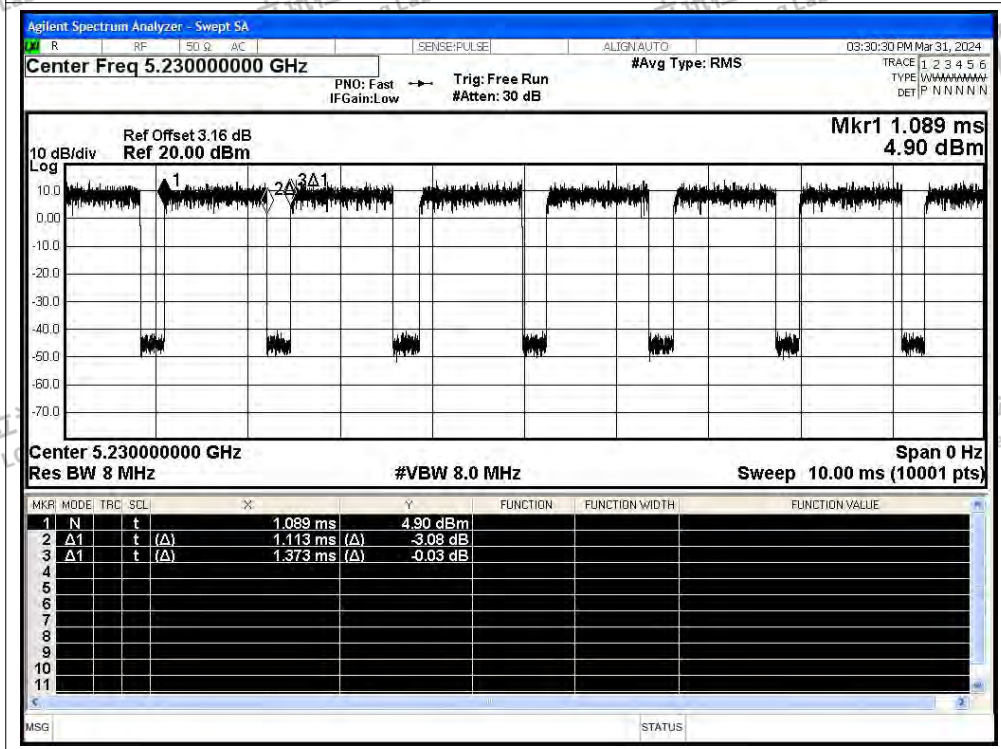 Agilent Spectrum Analyzer - Swept SA
R RF 50 Ω AC SENSE:PULSE ALIGN AUTO 03:30:30 PM Mar 31, 2024
Center Freq 5.230000000 GHz #Avg Type: RMS TRACE 1 2 3 4 5 6
PNO: Fast Trig: Free Run TYPE WWWWWW
IFGain:Low #Atten: 30 dB DET P N N N N N
Mkr1 1.089 ms
4.90 dBm
Ref Offset 3.16 dB
10 dB/div Ref 20.00 dBm
Log
1 2Δ1 3Δ1
10.0
0.00
-10.0
-20.0
-30.0
-40.0
-50.0
-60.0
-70.0
Center 5.230000000 GHz Span 0 Hz
Res BW 8 MHz #VBW 8.0 MHz Sweep 10.00 ms (10001 pts)
MKR MODE TRC SCL X Y FUNCTION FUNCTION WIDTH FUNCTION VALUE
1 N t 1.089 ms 4.90 dBm
2 Δ1 t (Δ) 1.113 ms (Δ) -3.08 dB
3 Δ1 t (Δ) 1.373 ms (Δ) -0.03 dB
4
5
6
7
8
9
10
11
MSG STATUS